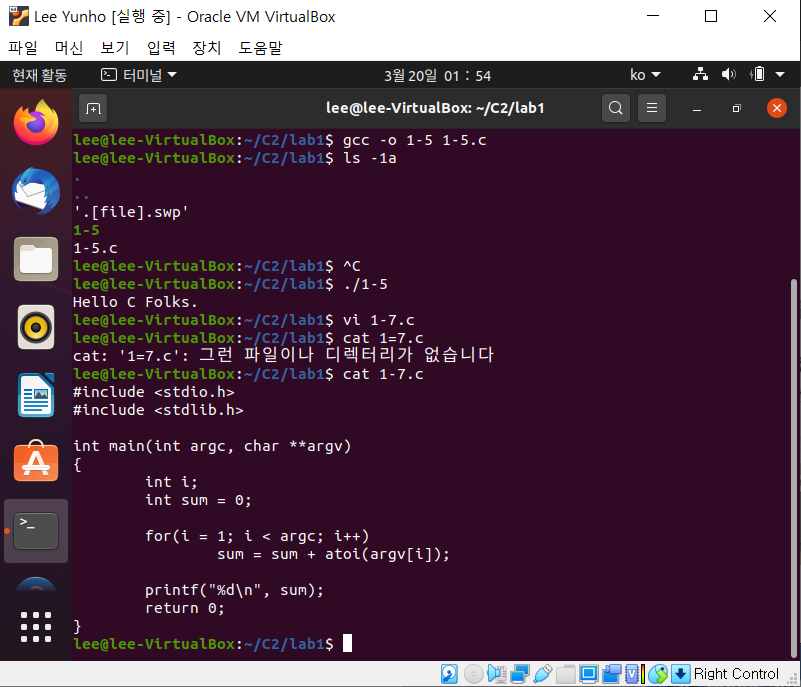 Lee Yunho [실행 중] - Oracle VM VirtualBox
파일 머신 보기 입력 장치 도움말
현재 활동 터미널 3월 20일 01 : 54 ko
lee@lee-VirtualBox: ~/C2/lab1
lee@lee-VirtualBox:~/C2/lab1$ gcc -o 1-5 1-5.c
lee@lee-VirtualBox:~/C2/lab1$ ls -1a
.
..
'.[file].swp'
1-5
1-5.c
lee@lee-VirtualBox:~/C2/lab1$ ^C
lee@lee-VirtualBox:~/C2/lab1$ ./1-5
Hello C Folks.
lee@lee-VirtualBox:~/C2/lab1$ vi 1-7.c
lee@lee-VirtualBox:~/C2/lab1$ cat 1=7.c
cat: '1=7.c': 그런 파일이나 디렉터리가 없습니다
lee@lee-VirtualBox:~/C2/lab1$ cat 1-7.c
#include <stdio.h>
#include <stdlib.h>
int main(int argc, char **argv)
{
int i;
int sum = 0;
for(i = 1; i < argc; i++)
sum = sum + atoi(argv[i]);
printf("%d\n", sum);
return 0;
}
lee@lee-VirtualBox:~/C2/lab1$
Right Control